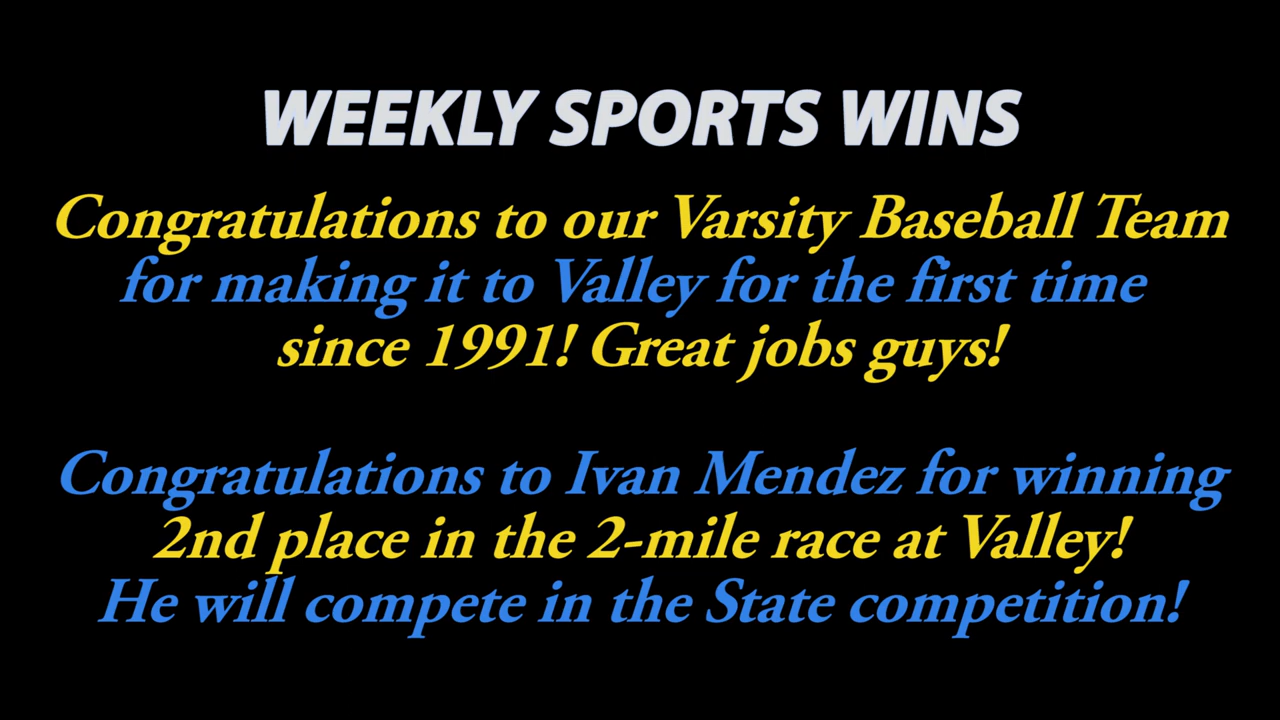 WEEKLY SPORTS WINS
Congratulations to our Varsity Baseball Team
for making it to Valley for the first time
since 1991! Great jobs guys!
Congratulations to Ivan Mendez for winning
2nd place in the 2-mile race at Valley!
He will compete in the State competition!